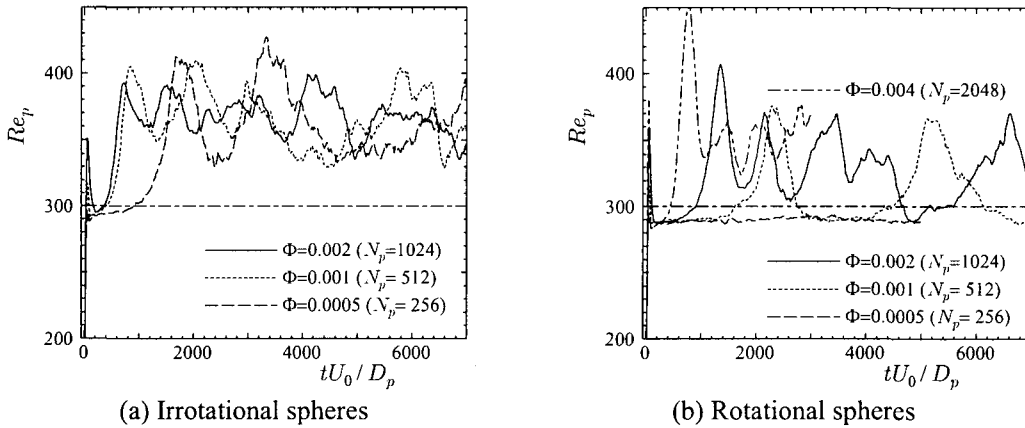 400
300
200
Re_p
Φ=0.002 (N_p=1024)
Φ=0.001 (N_p= 512)
Φ=0.0005 (N_p= 256)
0
2000
4000
6000
tU_0 / D_p
(a) Irrotational spheres
400
300
200
Re_p
Φ=0.004 (N_p=2048)
Φ=0.002 (N_p=1024)
Φ=0.001 (N_p= 512)
Φ=0.0005 (N_p= 256)
0
2000
4000
6000
tU_0 / D_p
(b) Rotational spheres